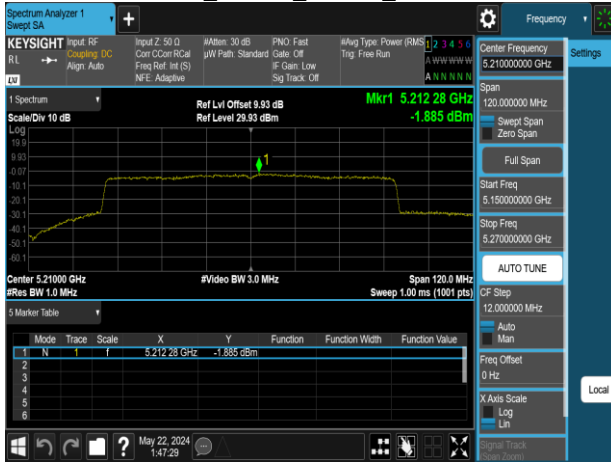 Spectrum Analyzer 1
Swept SA
+
Frequency
KEYSIGHT
RL
LXI
Input: RF
Coupling: DC
Align: Auto
Input Z: 50 Ω
Corr CCorr RCal
Freq Ref: Int (S)
NFE: Adaptive
#Atten: 30 dB
µW Path: Standard
PNO: Fast
Gate: Off
IF Gain: Low
Sig Track: Off
#Avg Type: Power (RMS
Trig: Free Run
1 2 3 4 5 6
A W W W W W
A N N N N N
1 Spectrum
Scale/Div 10 dB
Ref Lvl Offset 9.93 dB
Ref Level 29.93 dBm
Mkr1 5.212 28 GHz
-1.885 dBm
Log
19.9
9.93
-0.07
-10.1
-20.1
-30.1
-40.1
-50.1
-60.1
1
Center 5.21000 GHz
#Res BW 1.0 MHz
#Video BW 3.0 MHz
Span 120.0 MHz
Sweep 1.00 ms (1001 pts)
5 Marker Table
Mode Trace Scale X Y Function Function Width Function Value
1 N 1 f 5.212 28 GHz -1.885 dBm
2
3
4
5
6
?
May 22, 2024
1:47:29
Center Frequency
5.210000000 GHz
Span
120.000000 MHz
Swept Span
Zero Span
Full Span
Start Freq
5.150000000 GHz
Stop Freq
5.270000000 GHz
AUTO TUNE
CF Step
12.000000 MHz
Auto
Man
Freq Offset
0 Hz
X Axis Scale
Log
Lin
Signal Track
(Span Zoom)
Settings
Local